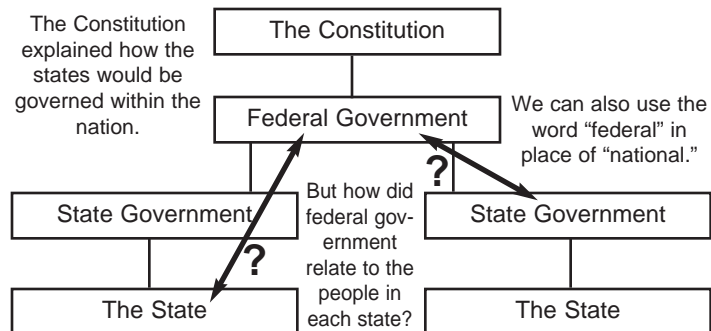 The Constitution
explained how the
states would be
governed within the
nation.
The Constitution
Federal Government
We can also use the
word “federal” in
place of “national.”
?
?
State Government
But how did
federal gov-
ernment
relate to the
people in
each state?
State Government
The State
The State